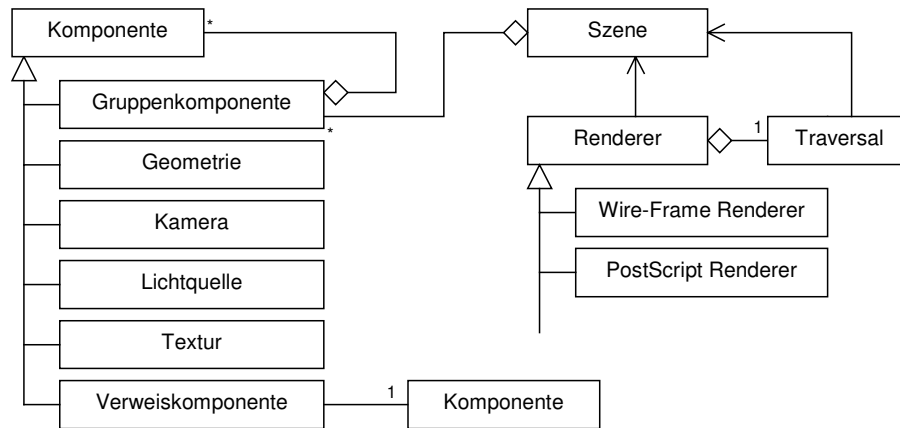 Komponente
*
Szene
Gruppenkomponente
*
Renderer
1
Traversal
Geometrie
Kamera
Wire-Frame Renderer
Lichtquelle
PostScript Renderer
Textur
Verweiskomponente
1
Komponente